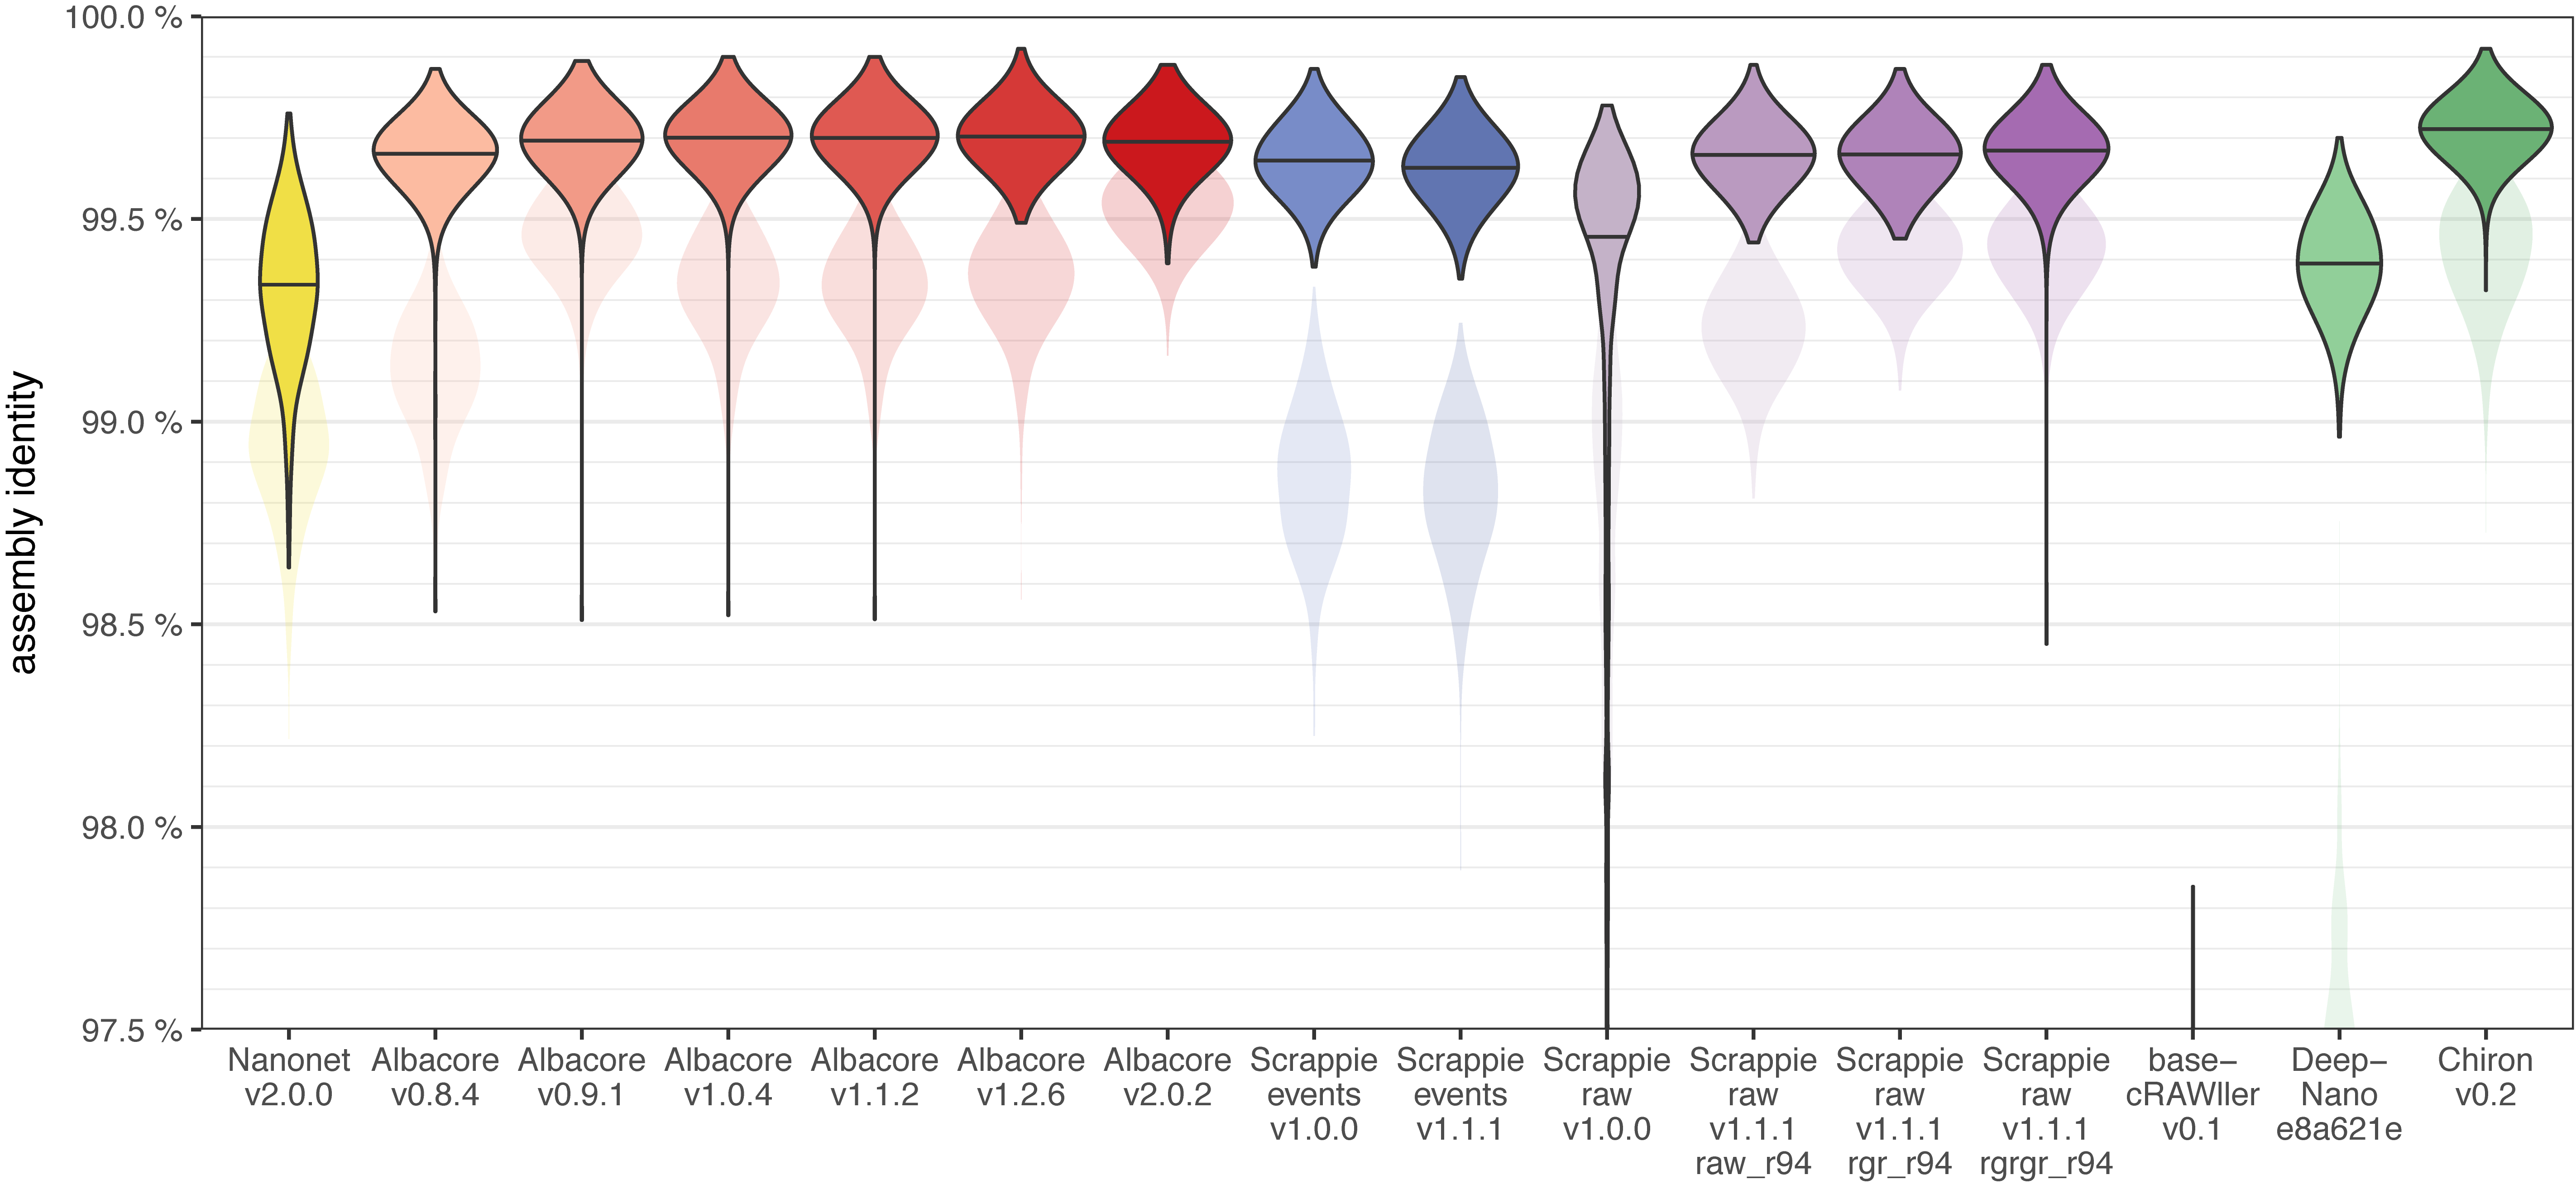 assembly identity
100.0 %
99.5 %
99.0 %
98.5 %
98.0 %
97.5 %
Nanonet
v2.0.0
Albacore
v0.8.4
Albacore
v0.9.1
Albacore
v1.0.4
Albacore
v1.1.2
Albacore
v1.2.6
Albacore
v2.0.2
Scrappie
events
v1.0.0
Scrappie
events
v1.1.1
Scrappie
raw
v1.0.0
Scrappie
raw
v1.1.1
raw_r94
Scrappie
raw
v1.1.1
rgr_r94
Scrappie
raw
v1.1.1
rgrgr_r94
base−
cRAWller
v0.1
Deep−
Nano
e8a621e
Chiron
v0.2